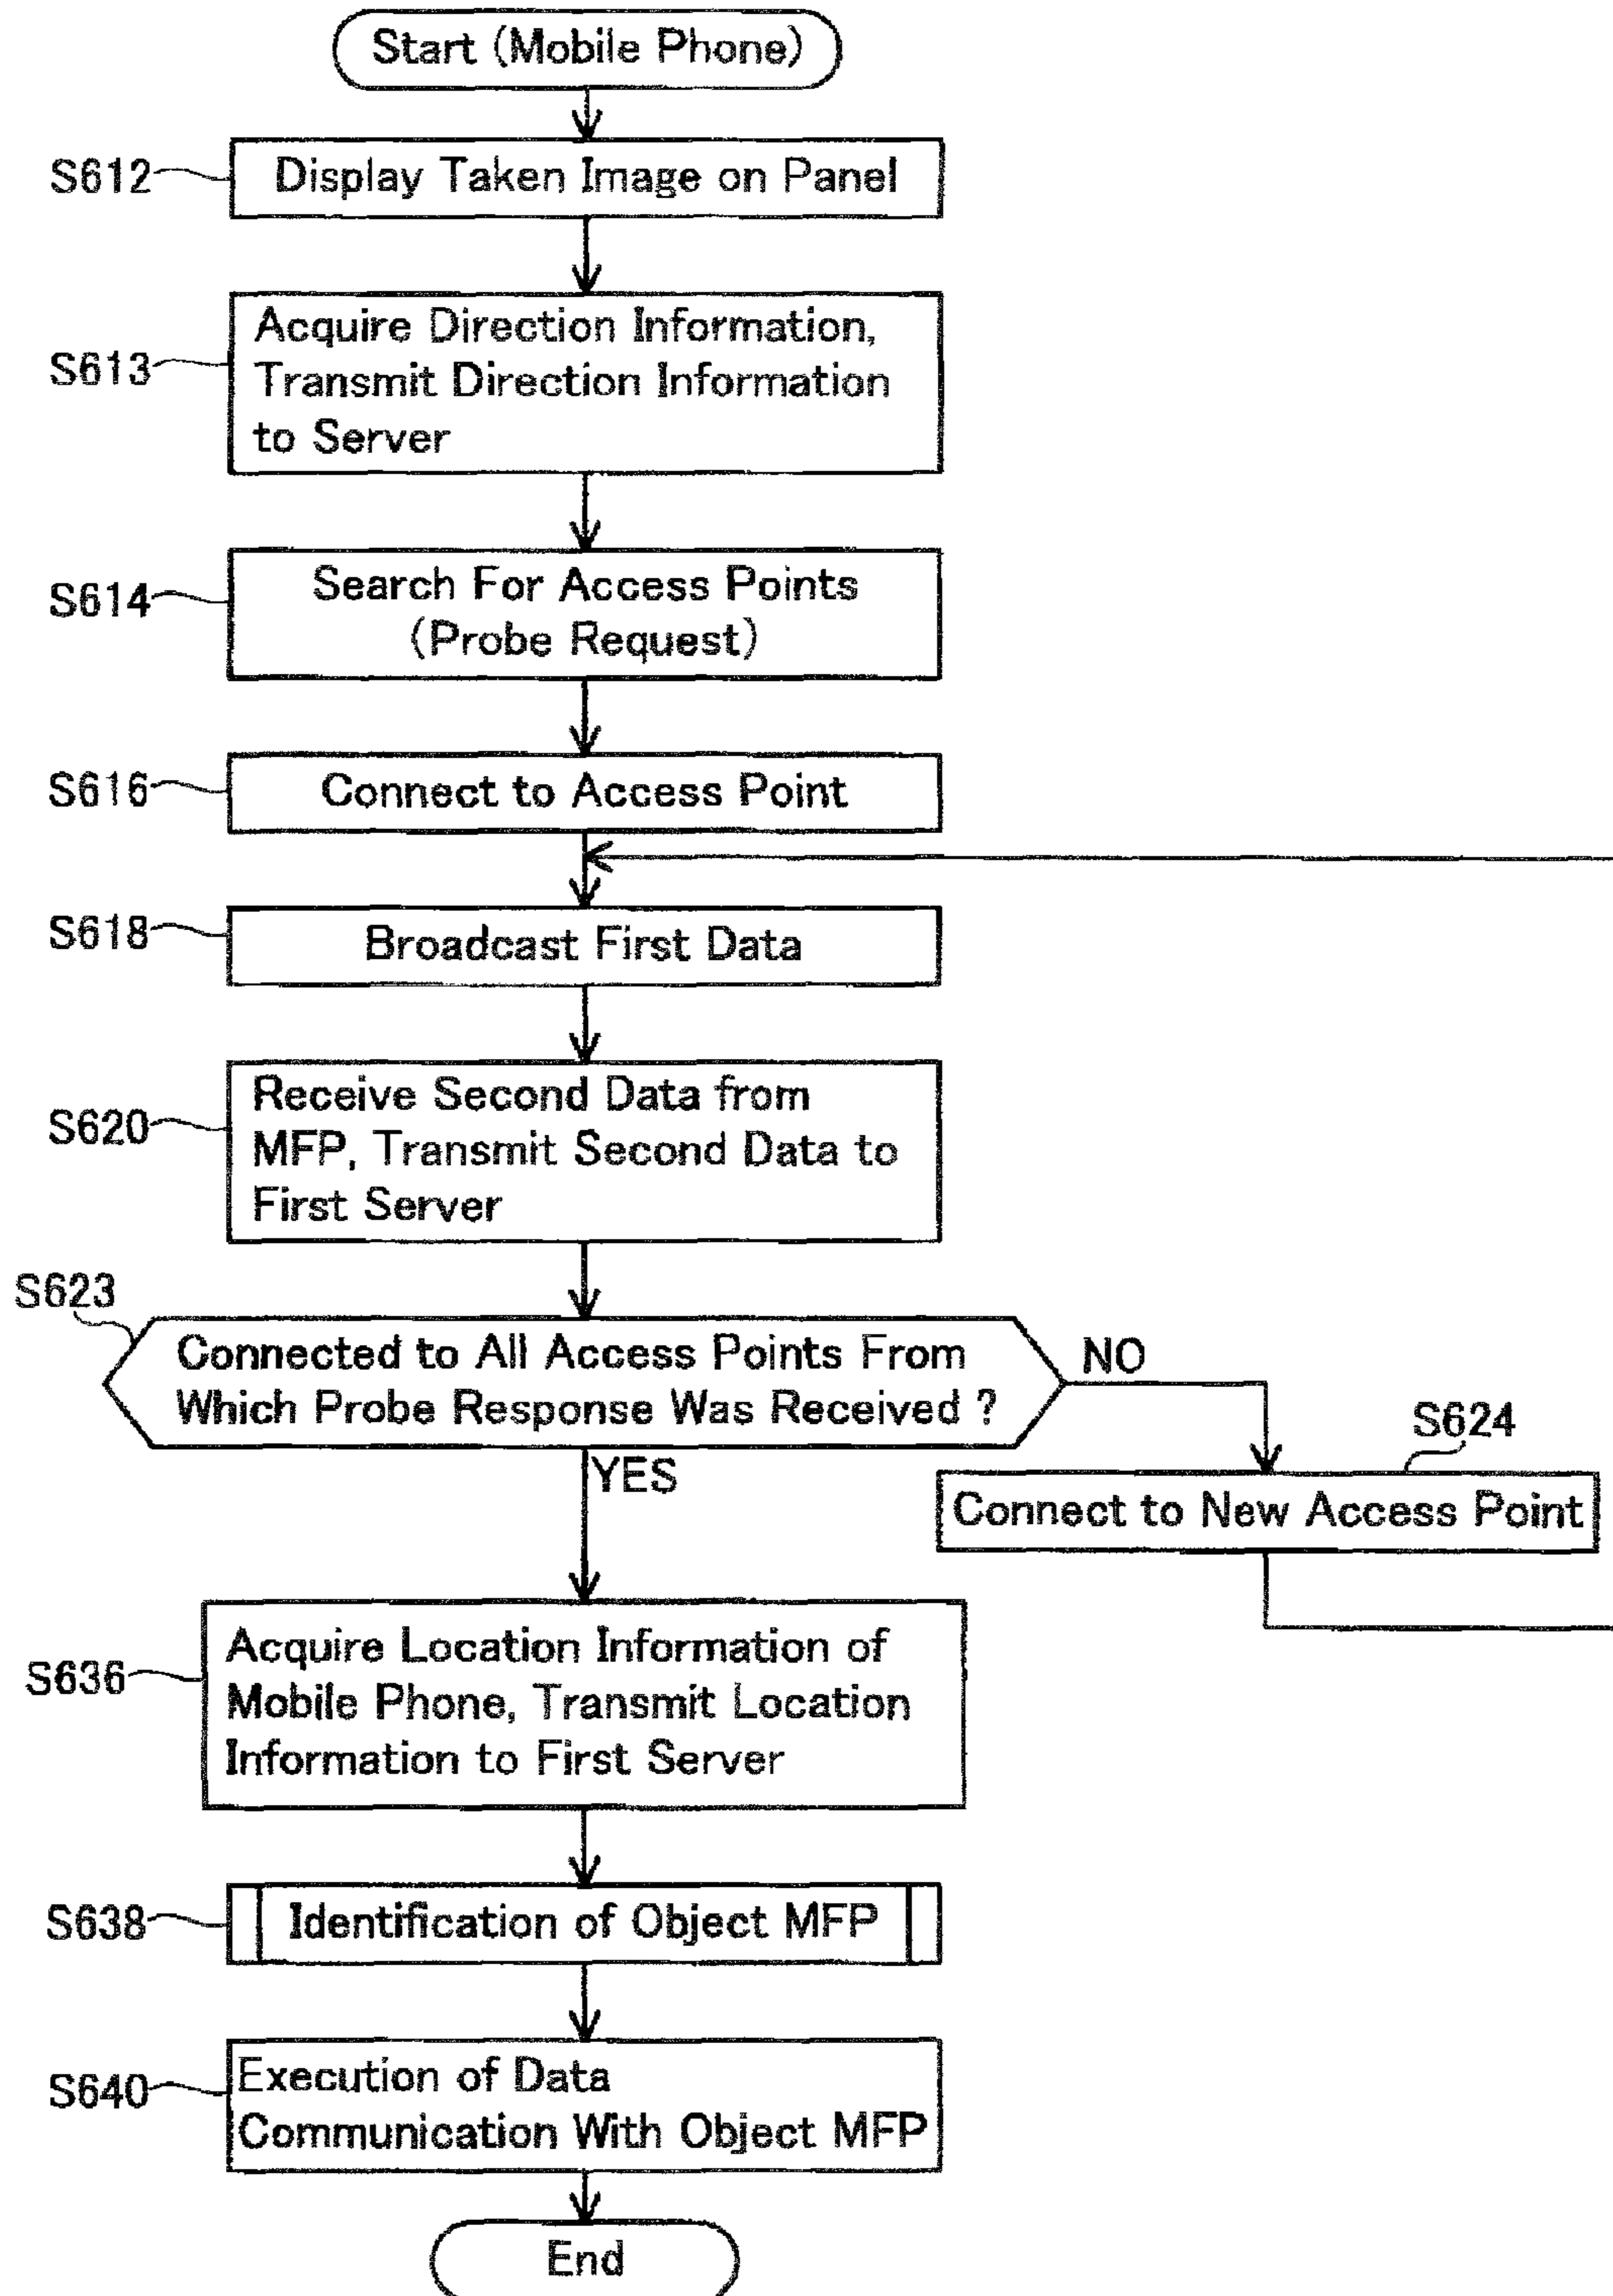 Start (Mobile Phone)
S612
Display Taken Image on Panel
S613
Acquire Direction Information,
Transmit Direction Information
to Server
S614
Search For Access Points
(Probe Request)
S616
Connect to Access Point
S618
Broadcast First Data
S620
Receive Second Data from
MFP, Transmit Second Data to
First Server
S623
Connected to All Access Points From
Which Probe Response Was Received ?
NO
YES
S624
Connect to New Access Point
S636
Acquire Location Information of
Mobile Phone, Transmit Location
Information to First Server
S638
Identification of Object MFP
S640
Execution of Data
Communication With Object MFP
End